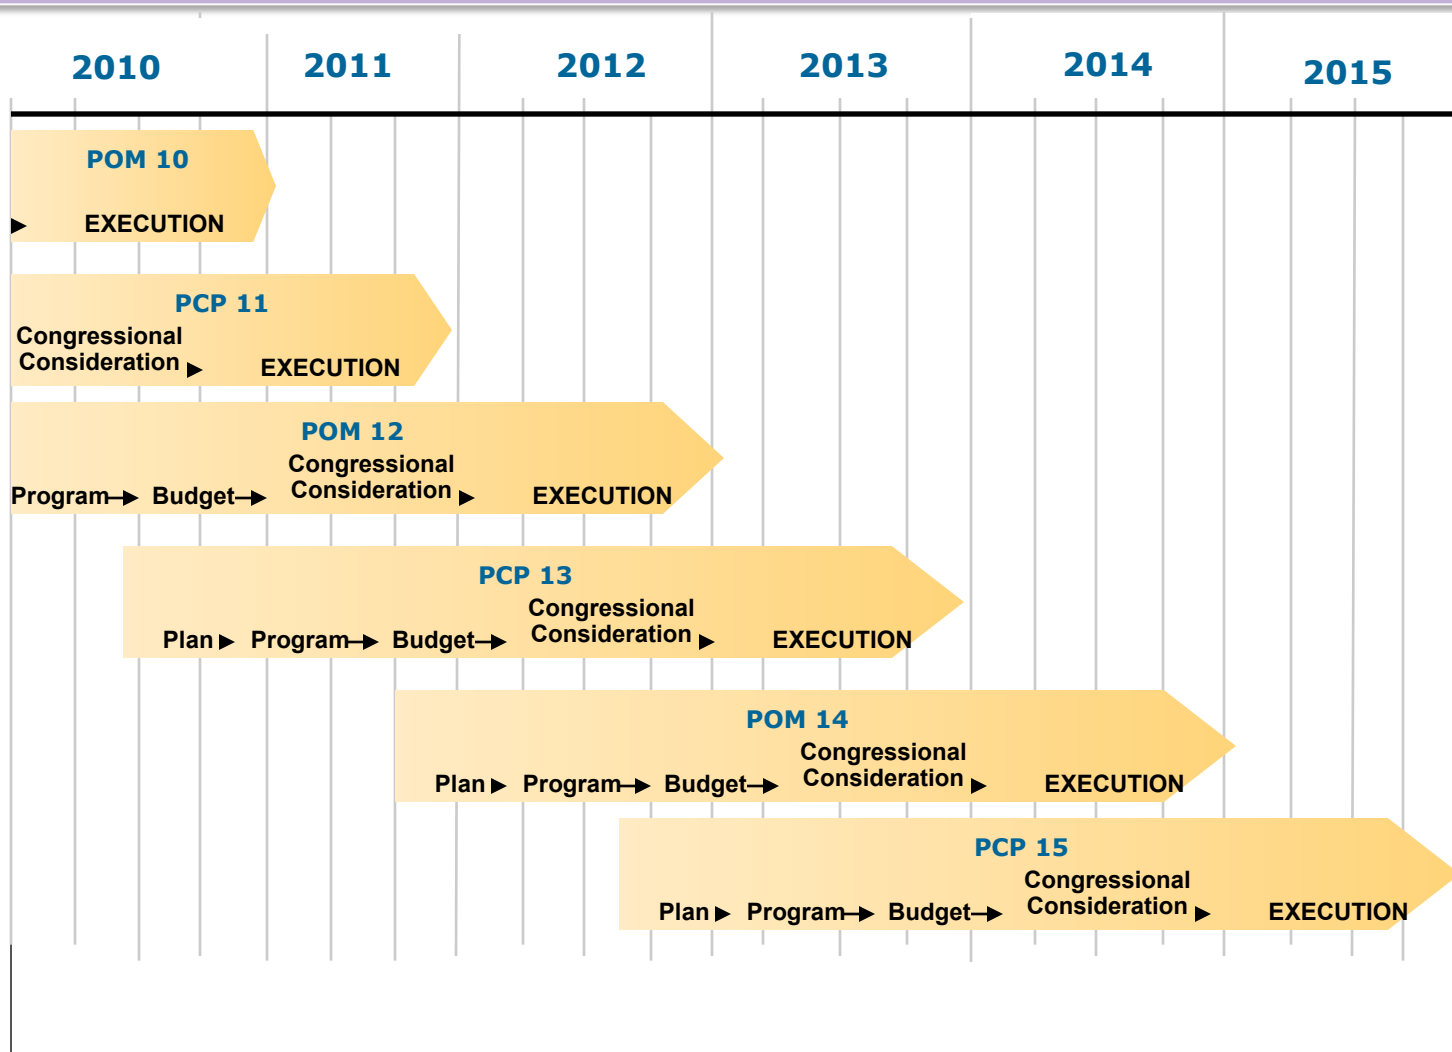 2010 2011 2012 2013 2014 2015
POM 10
EXECUTION
PCP 11
Congressional
Consideration
EXECUTION
POM 12
Congressional
Program Budget Consideration EXECUTION
PCP 13
Congressional
Plan Program Budget Consideration EXECUTION
POM 14
Congressional
Plan Program Budget Consideration EXECUTION
PCP 15
Congressional
Plan Program Budget Consideration EXECUTION